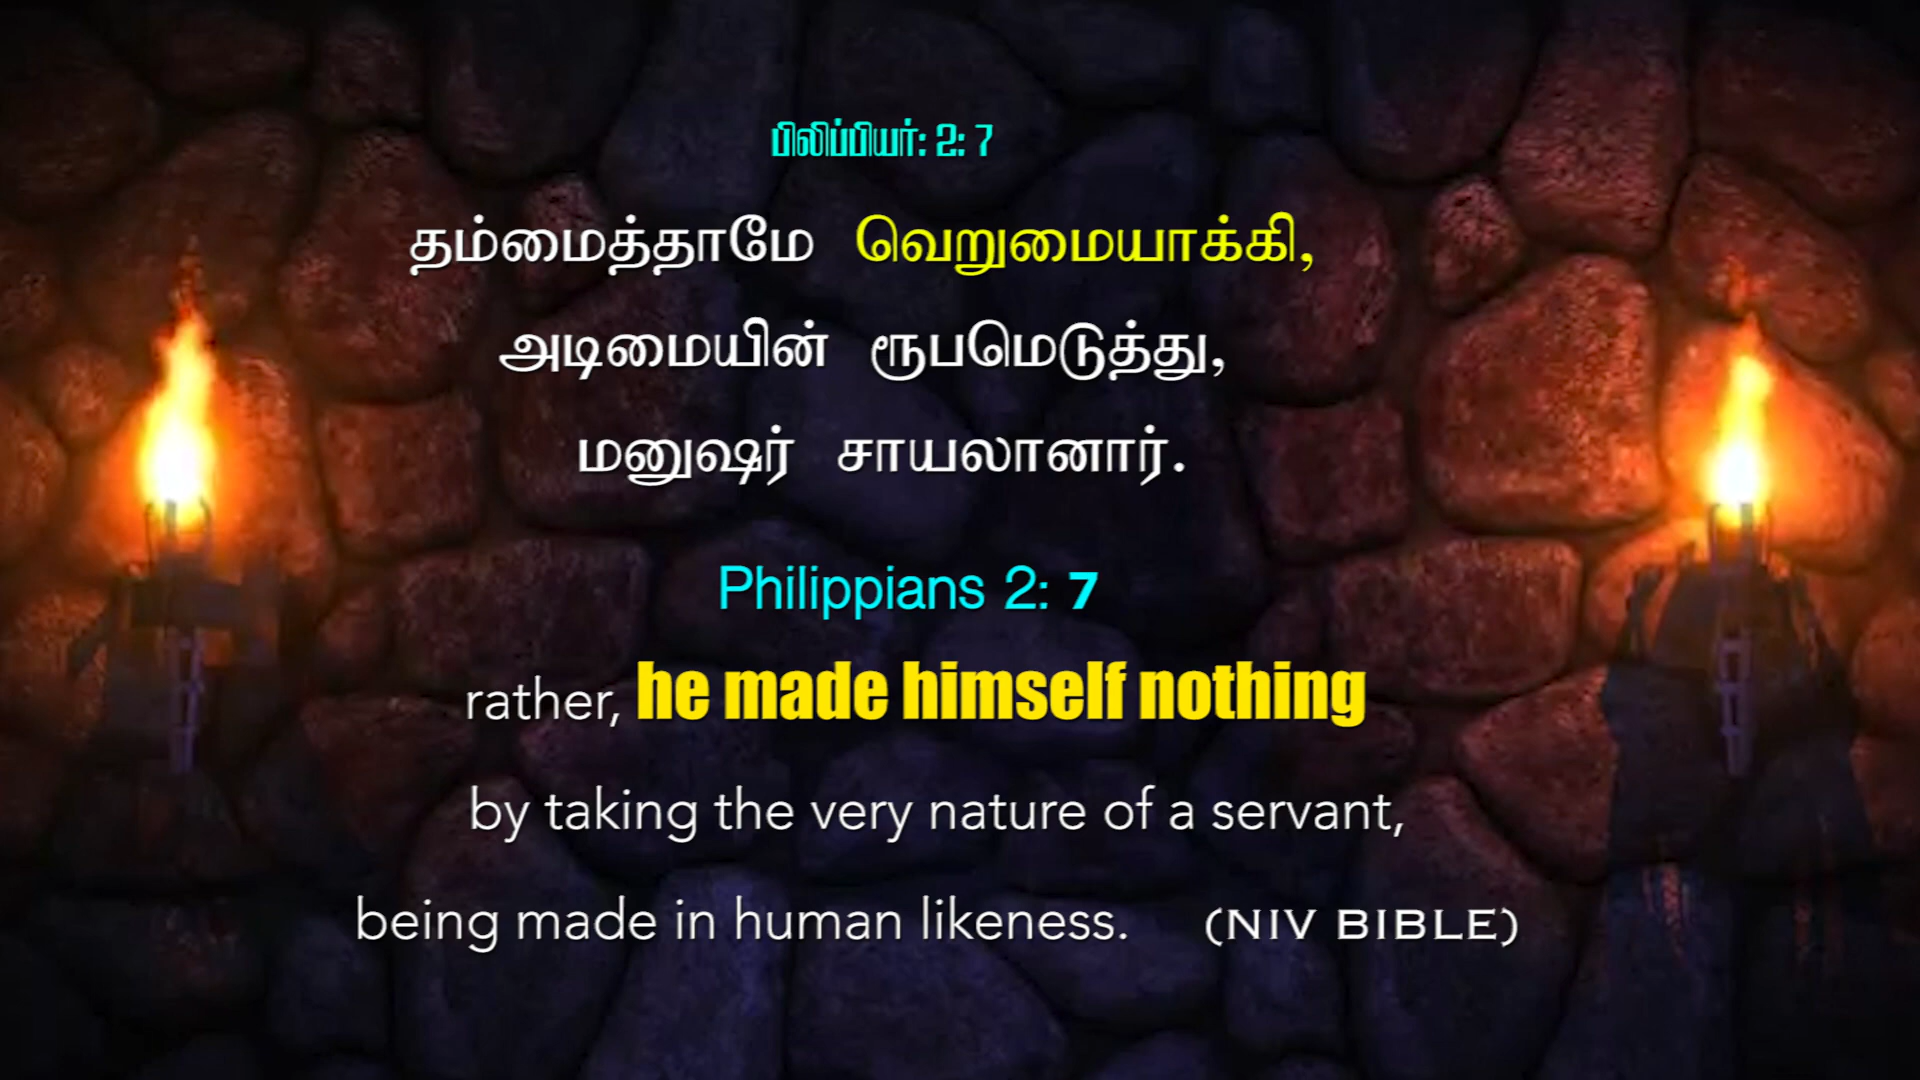 பிலிப்பியர்: 2: 7
தம்மைத்தாமே வெறுமையாக்கி,
அடிமையின் ரூபமெடுத்து,
மனுஷர் சாயலானார்.
Philippians 2: 7
rather, he made himself nothing
by taking the very nature of a servant,
being made in human likeness. (NIV BIBLE)